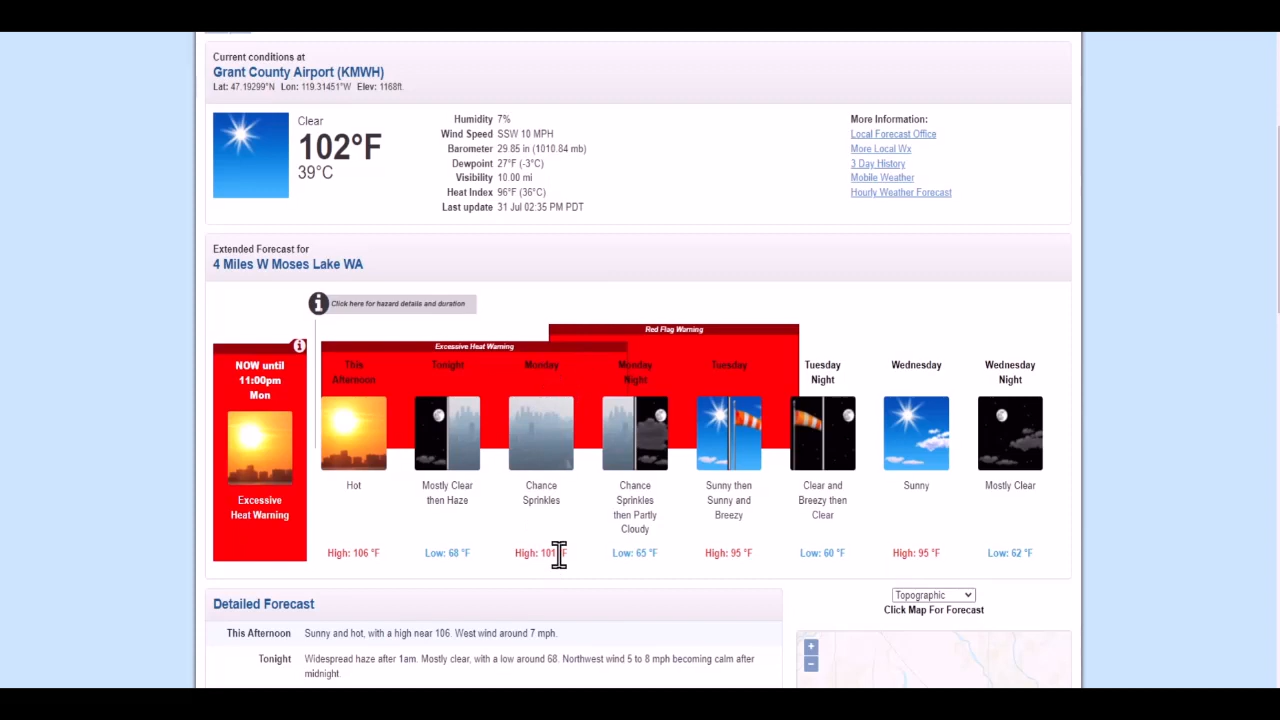 Current conditions at
Grant County Airport (KMWH)
Lat: 47.19299°N Lon: 119.31451°W Elev: 1168ft.
Clear
102°F
39°C
Humidity 7%
Wind Speed SSW 10 MPH
Barometer 29.85 in (1010.84 mb)
Dewpoint 27°F (-3°C)
Visibility 10.00 mi
Heat Index 96°F (36°C)
Last update 31 Jul 02:35 PM PDT
More Information:
Local Forecast Office
More Local Wx
3 Day History
Mobile Weather
Hourly Weather Forecast
Extended Forecast for
4 Miles W Moses Lake WA
Click here for hazard details and duration
Red Flag Warning
Excessive Heat Warning
NOW until
11:00pm
Mon
Excessive
Heat Warning
This
Afternoon
Hot
High: 106 °F
Tonight
Mostly Clear
then Haze
Low: 68 °F
Monday
Chance
Sprinkles
High: 101 °F
Monday
Night
Chance
Sprinkles
then Partly
Cloudy
Low: 65 °F
Tuesday
Sunny then
Sunny and
Breezy
High: 95 °F
Tuesday
Night
Clear and
Breezy then
Clear
Low: 60 °F
Wednesday
Sunny
High: 95 °F
Wednesday
Night
Mostly Clear
Low: 62 °F
Detailed Forecast
This Afternoon Sunny and hot, with a high near 106. West wind around 7 mph.
Tonight Widespread haze after 1am. Mostly clear, with a low around 68. Northwest wind 5 to 8 mph becoming calm after
midnight.
Topographic
Click Map For Forecast
+
−